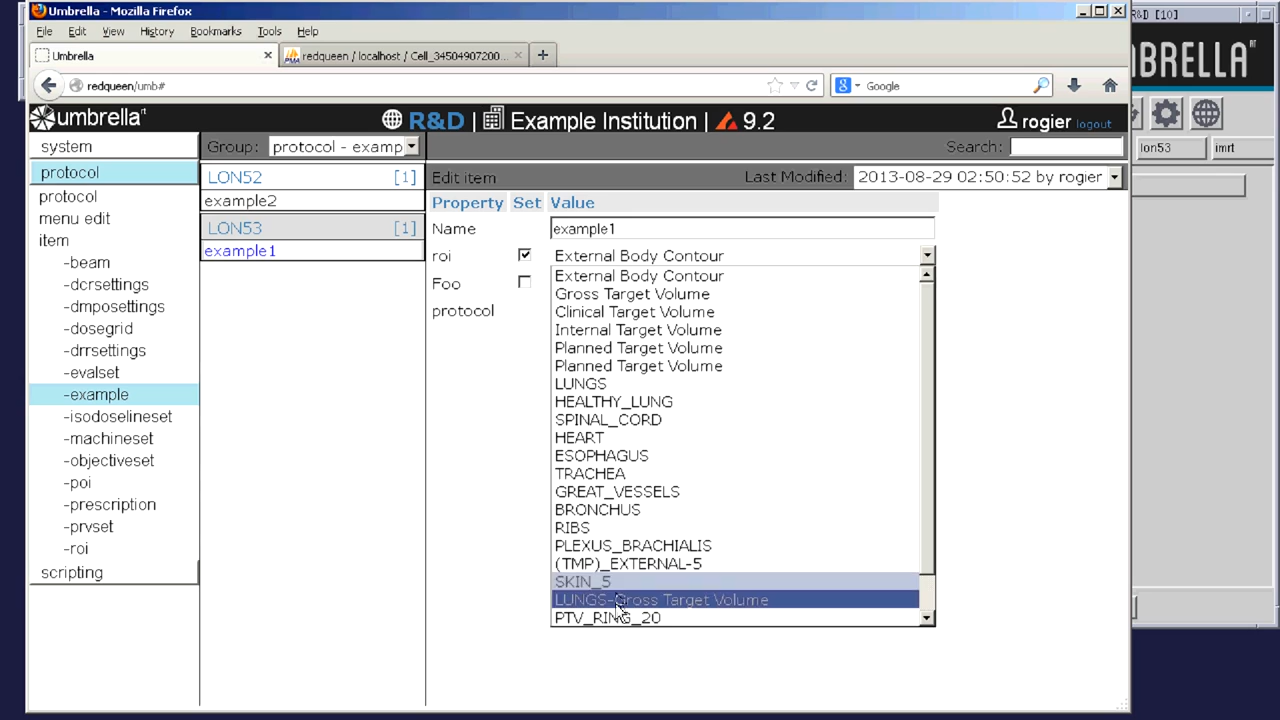 Umbrella - Mozilla Firefox
R&D [10]
File Edit View History Bookmarks Tools Help
Umbrella × redqueen / localhost / Cell_34504907200... × +
BRELLA RT
redqueen/umb#
Google
umbrella rt
R&D | Example Institution | 9.2
rogier logout
system
Group: protocol - examp
Search:
lon53
imrt
protocol
LON52 [1]
Edit item
Last Modified: 2013-08-29 02:50:52 by rogier
protocol
example2
Property Set Value
menu edit
LON53 [1]
Name example1
item
example1
roi External Body Contour
-beam
External Body Contour
-dcrsettings
Foo
Gross Target Volume
-dmposettings
protocol
Clinical Target Volume
-dosegrid
Internal Target Volume
-drrsettings
Planned Target Volume
-evalset
Planned Target Volume
-example
LUNGS
-isodoselineset
HEALTHY_LUNG
-machineset
SPINAL_CORD
-objectiveset
HEART
-poi
ESOPHAGUS
-prescription
TRACHEA
-prvset
GREAT_VESSELS
-roi
BRONCHUS
scripting
RIBS
PLEXUS_BRACHIALIS
(TMP)_EXTERNAL-5
SKIN_5
LUNGS-Gross Target Volume
PTV_RING_20